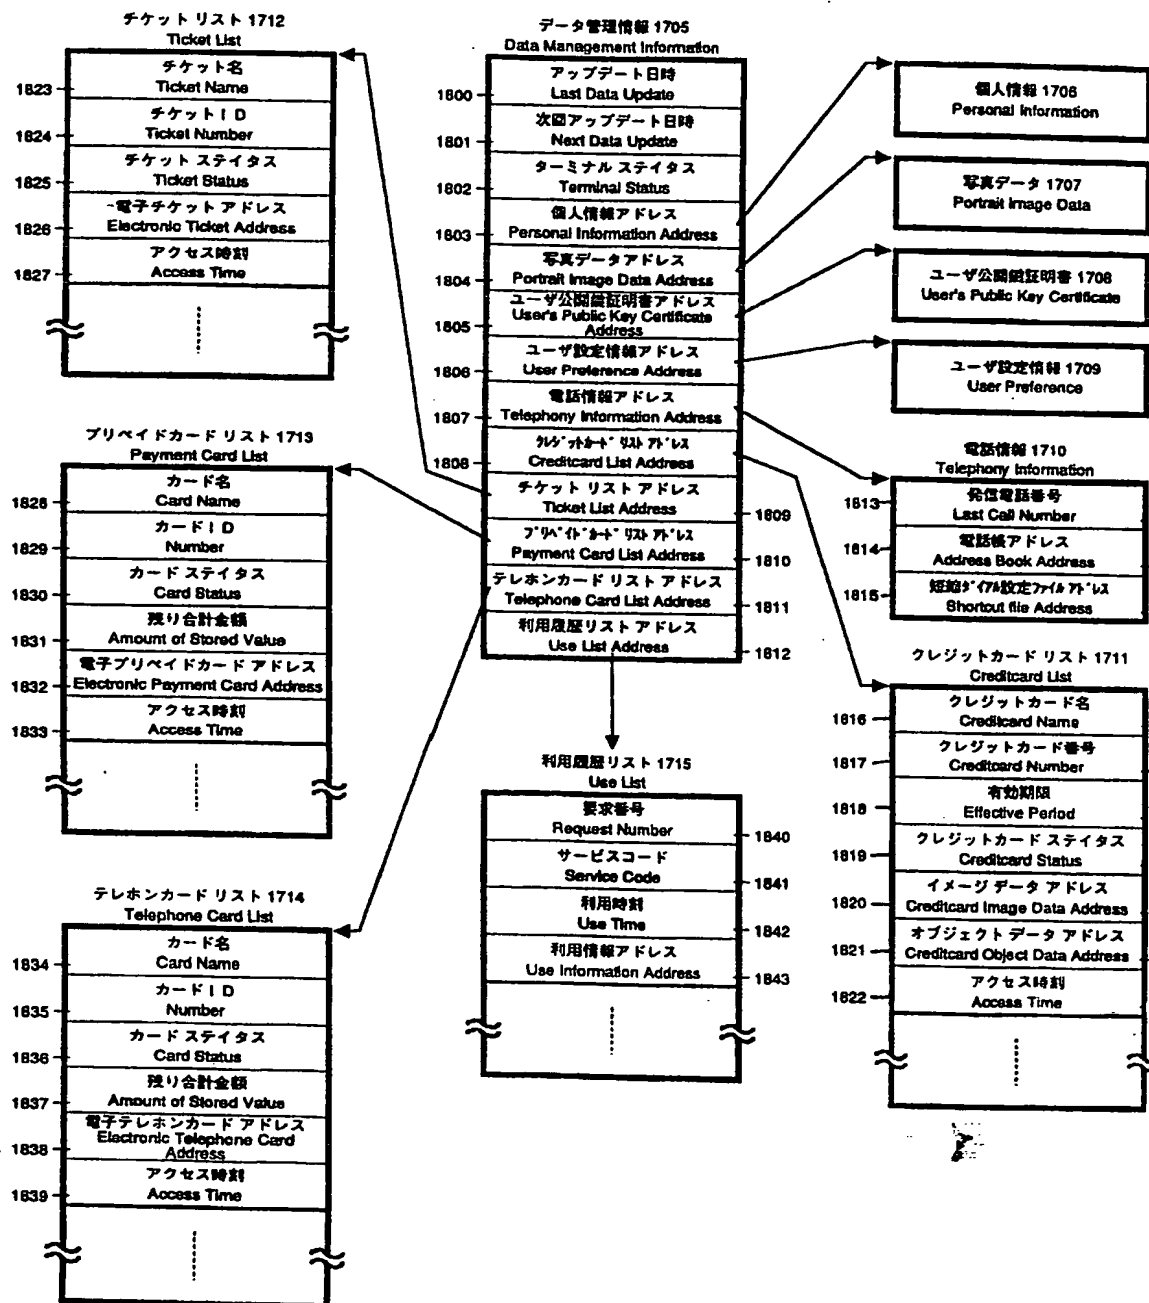 チケット リスト 1712
Ticket List
1823
チケット名
Ticket Name
1824
チケットID
Ticket Number
1825
チケット ステイタス
Ticket Status
1826
電子チケット アドレス
Electronic Ticket Address
1827
アクセス時刻
Access Time
プリペイドカード リスト 1713
Payment Card List
1828
カード名
Card Name
1829
カードID
Number
1830
カード ステイタス
Card Status
1831
残り合計金額
Amount of Stored Value
1832
電子プリペイドカード アドレス
Electronic Payment Card Address
1833
アクセス時刻
Access Time
テレホンカード リスト 1714
Telephone Card List
1834
カード名
Card Name
1835
カードID
Number
1836
カード ステイタス
Card Status
1837
残り合計金額
Amount of Stored Value
1838
電子テレホンカード アドレス
Electronic Telephone Card
Address
1839
アクセス時刻
Access Time
データ管理情報 1705
Data Management Information
1800
アップデート日時
Last Data Update
1801
次回アップデート日時
Next Data Update
1802
ターミナル ステイタス
Terminal Status
1803
個人情報アドレス
Personal Information Address
1804
写真データアドレス
Portrait Image Data Address
1805
ユーザ公開鍵証明書アドレス
User's Public Key Certificate
Address
1806
ユーザ設定情報アドレス
User Preference Address
1807
電話情報アドレス
Telephony Information Address
1808
クレジットカード リスト アドレス
Creditcard List Address
チケット リスト アドレス
Ticket List Address
1809
プリペイドカード リスト アドレス
Payment Card List Address
1810
テレホンカード リスト アドレス
Telephone Card List Address
1811
利用履歴リスト アドレス
Use List Address
1812
利用履歴リスト 1715
Use List
要求番号
Request Number
1840
サービスコード
Service Code
1841
利用時刻
Use Time
1842
利用情報アドレス
Use Information Address
1843
個人情報 1706
Personal Information
写真データ 1707
Portrait Image Data
ユーザ公開鍵証明書 1708
User's Public Key Certificate
ユーザ設定情報 1709
User Preference
電話情報 1710
Telephony Information
1813
発信電話番号
Last Call Number
1814
電話帳アドレス
Address Book Address
1815
短縮ダイアル設定ファイル アドレス
Shortcut file Address
クレジットカード リスト 1711
Creditcard List
1816
クレジットカード名
Creditcard Name
1817
クレジットカード番号
Creditcard Number
1818
有効期限
Effective Period
1819
クレジットカード ステイタス
Creditcard Status
1820
イメージ データ アドレス
Creditcard Image Data Address
1821
オブジェクト データ アドレス
Creditcard Object Data Address
1822
アクセス時刻
Access Time